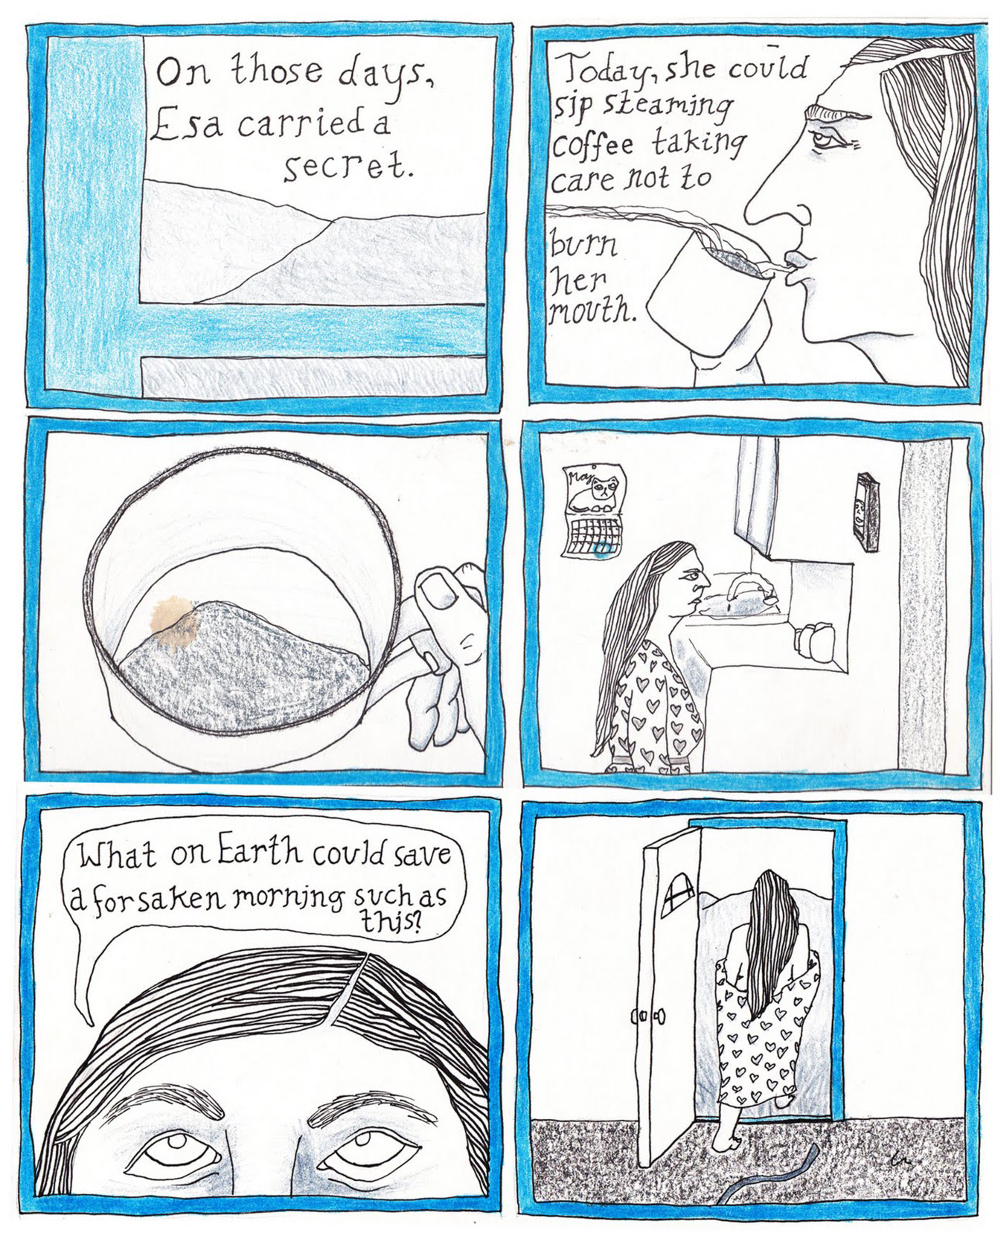 On those days,
Esa carried a
secret.
Today, she could
sip steaming
coffee taking
care not to
burn
her
mouth.
May
What on Earth could save
a forsaken morning such as
this?